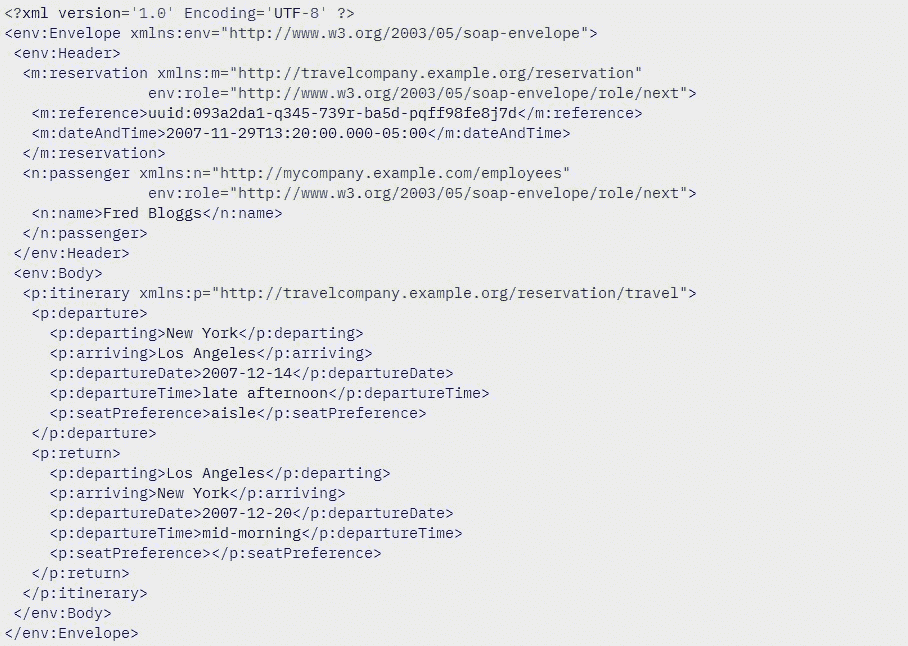 <?xml version='1.0' Encoding='UTF-8' ?>
<env:Envelope xmlns:env="http://www.w3.org/2003/05/soap-envelope">
 <env:Header>
  <m:reservation xmlns:m="http://travelcompany.example.org/reservation"
                env:role="http://www.w3.org/2003/05/soap-envelope/role/next">
   <m:reference>uuid:093a2da1-q345-739r-ba5d-pqff98fe8j7d</m:reference>
   <m:dateAndTime>2007-11-29T13:20:00.000-05:00</m:dateAndTime>
  </m:reservation>
  <n:passenger xmlns:n="http://mycompany.example.com/employees"
                env:role="http://www.w3.org/2003/05/soap-envelope/role/next">
   <n:name>Fred Bloggs</n:name>
  </n:passenger>
 </env:Header>
 <env:Body>
  <p:itinerary xmlns:p="http://travelcompany.example.org/reservation/travel">
   <p:departure>
     <p:departing>New York</p:departing>
     <p:arriving>Los Angeles</p:arriving>
     <p:departureDate>2007-12-14</p:departureDate>
     <p:departureTime>late afternoon</p:departureTime>
     <p:seatPreference>aisle</p:seatPreference>
   </p:departure>
   <p:return>
     <p:departing>Los Angeles</p:departing>
     <p:arriving>New York</p:arriving>
     <p:departureDate>2007-12-20</p:departureDate>
     <p:departureTime>mid-morning</p:departureTime>
     <p:seatPreference></p:seatPreference>
   </p:return>
  </p:itinerary>
 </env:Body>
</env:Envelope>